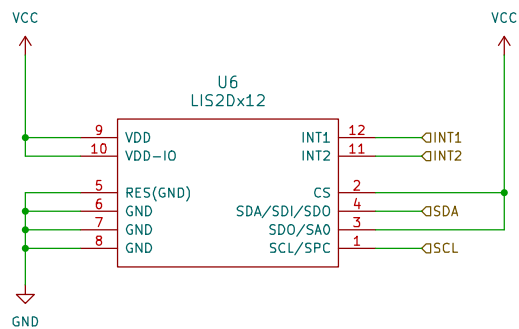 VCC
VCC
U6
LIS2Dx12
9 VDD INT1 12 INT1
10 VDD-IO INT2 11 INT2
5 RES(GND) CS 2
6 GND SDA/SDI/SDO 4 SDA
7 GND SDO/SA0 3
8 GND SCL/SPC 1 SCL
GND